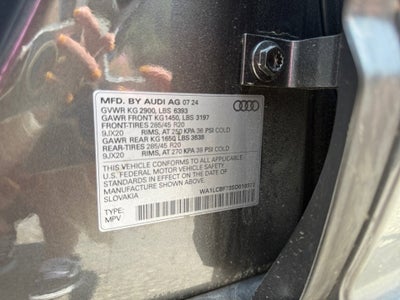 MFD. BY AUDI AG 07 24
GVWR KG 2900, LBS 6393
GAWR FRONT KG1450, LBS 3197
FRONT-TIRES 285/45 R20
9JX20 RIMS, AT 250 KPA 36 PSI COLD
GAWR REAR KG 1650 LBS 3638
REAR-TIRES 285/45 R20
9JX20 RIMS, AT 270 KPA 39 PSI COLD
THIS VEHICLE CONFORMS TO ALL APPLICABLE
U.S. FEDERAL MOTOR VEHICLE SAFETY
STANDARDS IN EFFECT ON THE DATE OF
MANUFACTURE SHOWN ABOVE.
SLOVAKIA
TYPE:
MPV